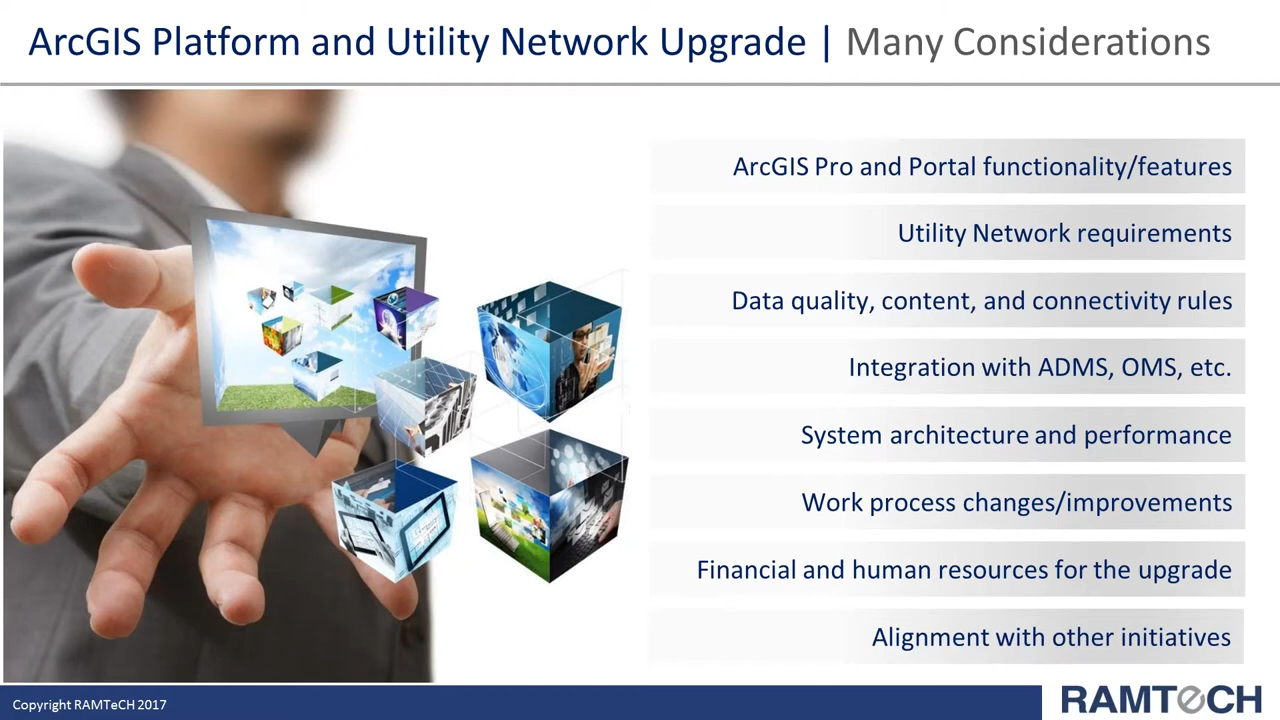 ArcGIS Platform and Utility Network Upgrade | Many Considerations
ArcGIS Pro and Portal functionality/features
Utility Network requirements
Data quality, content, and connectivity rules
Integration with ADMS, OMS, etc.
System architecture and performance
Work process changes/improvements
Financial and human resources for the upgrade
Alignment with other initiatives
Copyright RAMTeCH 2017
RAMTeCH